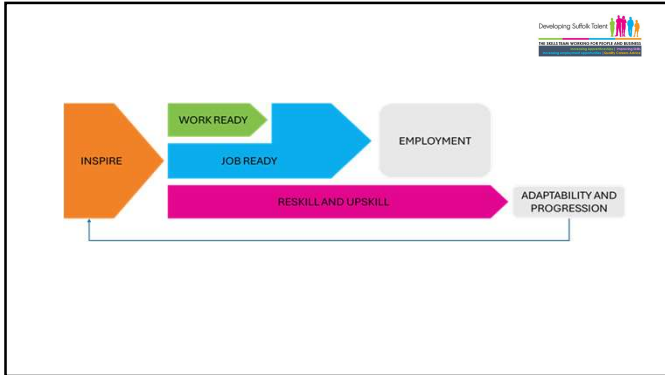 Developing Suffolk Talent
THE SKILLS TEAM WORKING FOR PEOPLE AND BUSINESS
WORK READY
EMPLOYMENT
INSPIRE
JOB READY
RESKILL AND UPSKILL
ADAPTABILITY AND
PROGRESSION